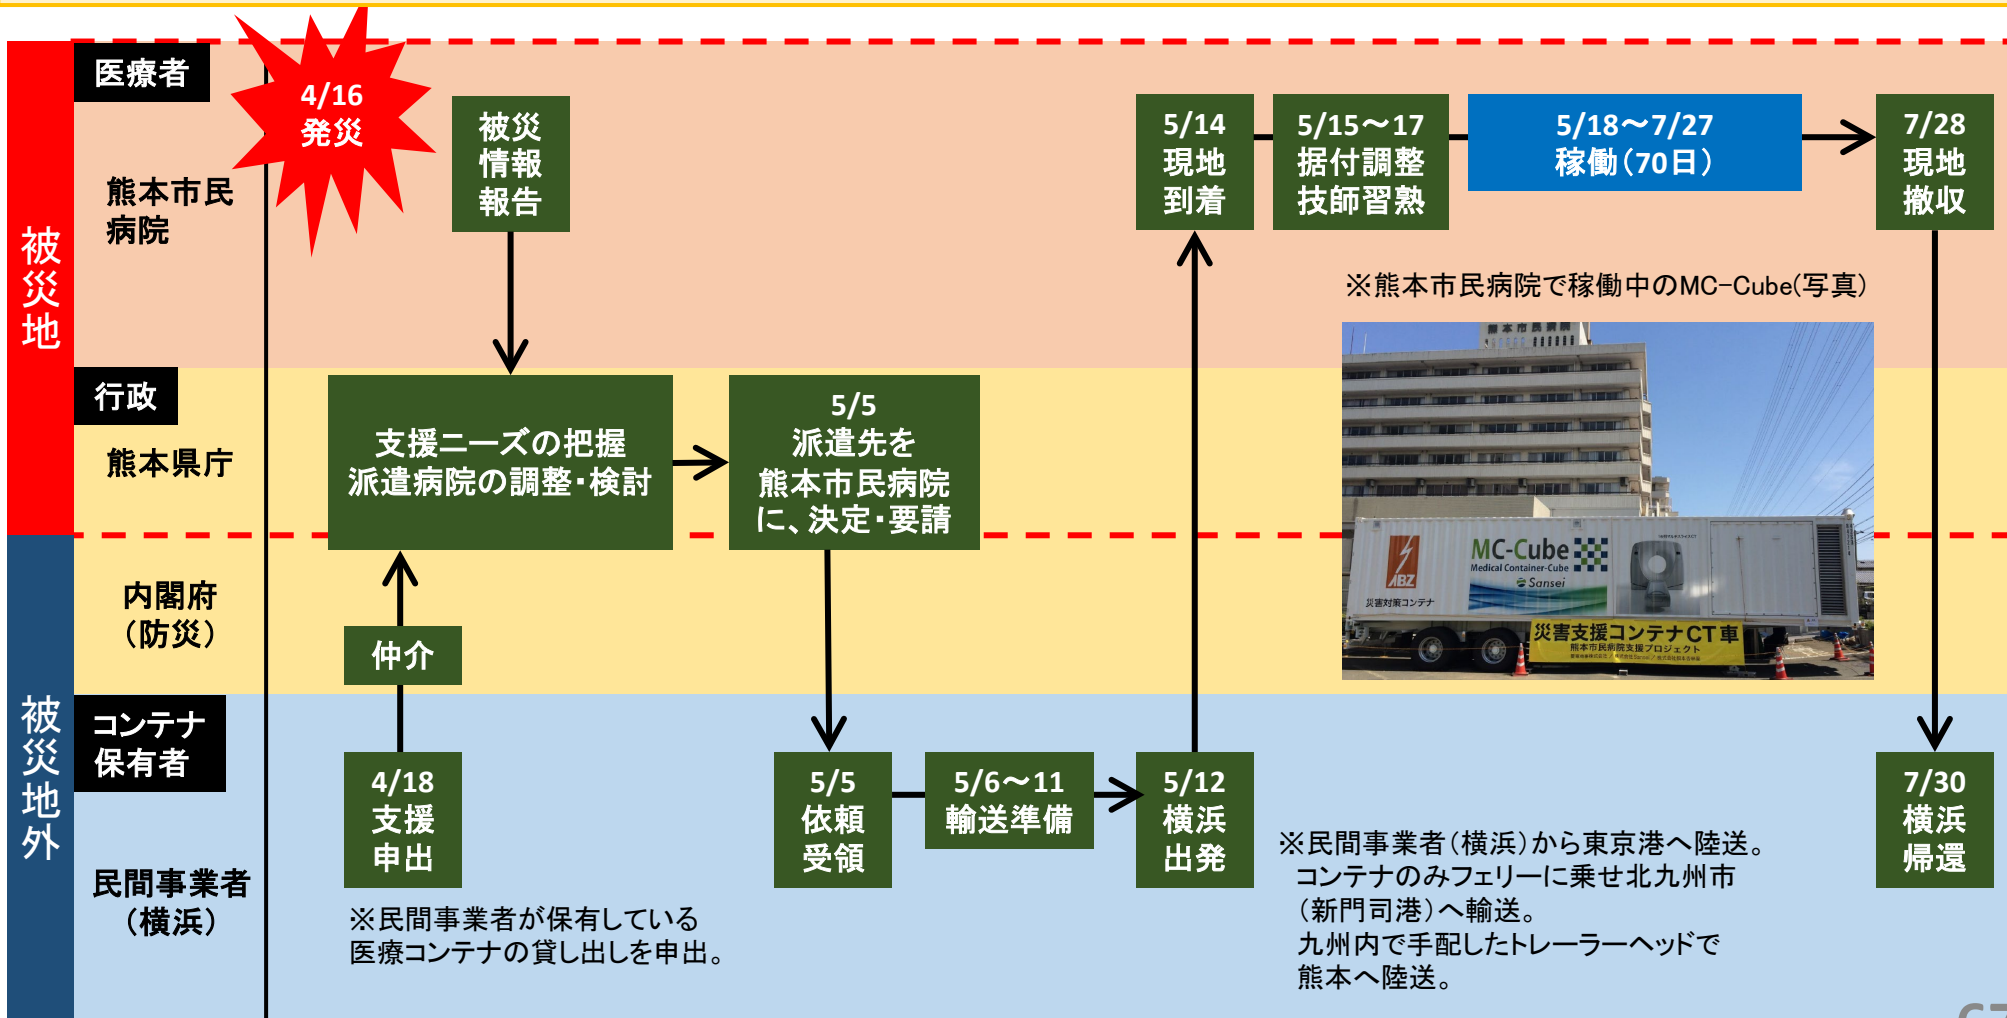 被災地
医療者
熊本市民
病院
4/16
発災
被災
情報
報告
5/14
現地
到着
5/15～17
据付調整
技師習熟
5/18～7/27
稼働（70日）
7/28
現地
撤収
※熊本市民病院で稼働中のMC-Cube(写真)
熊本市民病院
ABZ
災害対策コンテナ
MC-Cube
Medical Container-Cube
Sansei
災害支援コンテナCT車
熊本市民病院支援プロジェクト
行政
熊本県庁
支援ニーズの把握
派遣病院の調整・検討
5/5
派遣先を
熊本市民病院
に、決定・要請
被災地外
内閣府
（防災）
仲介
コンテナ
保有者
民間事業者
（横浜）
4/18
支援
申出
※民間事業者が保有している
医療コンテナの貸し出しを申出。
5/5
依頼
受領
5/6～11
輸送準備
5/12
横浜
出発
※民間事業者（横浜）から東京港へ陸送。
コンテナのみフェリーに乗せ北九州市
（新門司港）へ輸送。
九州内で手配したトレーラーヘッドで
熊本へ陸送。
7/30
横浜
帰還